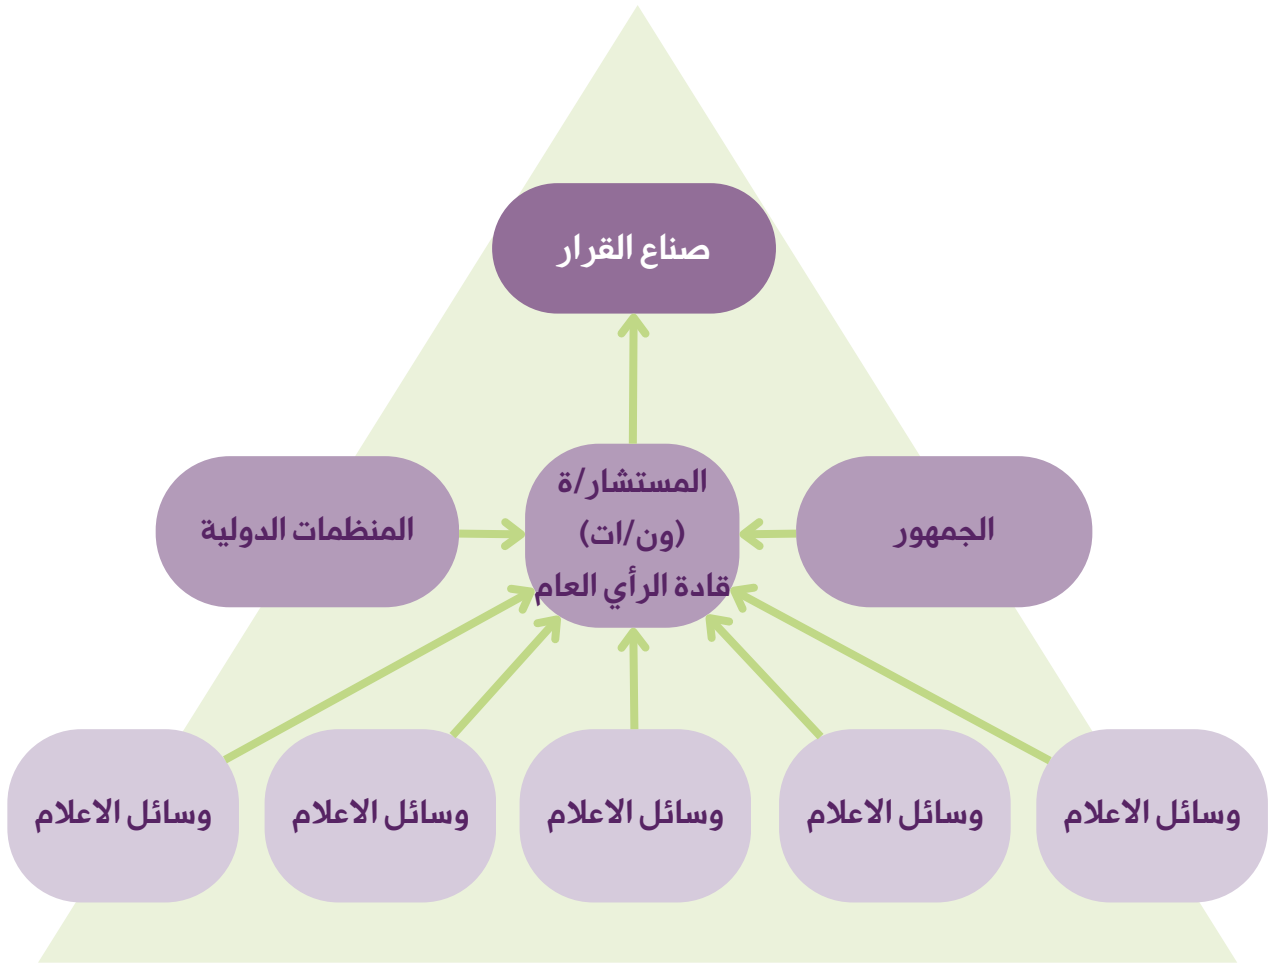 صناع القرار
الجمهور
المستشار/ة
(ون/ات)
قادة الرأي العام
المنظمات الدولية
وسائل الاعلام
وسائل الاعلام
وسائل الاعلام
وسائل الاعلام
وسائل الاعلام